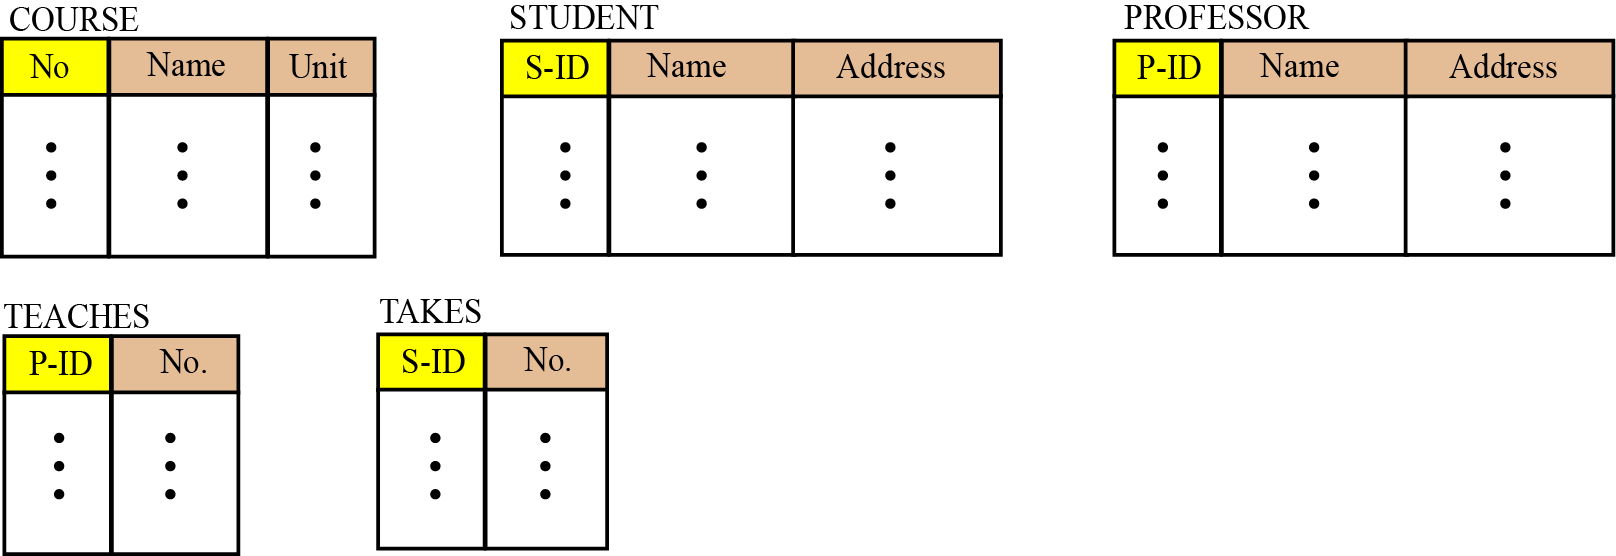 COURSE
No Name Unit
STUDENT
S-ID Name Address
PROFESSOR
P-ID Name Address
TEACHES
P-ID No.
TAKES
S-ID No.